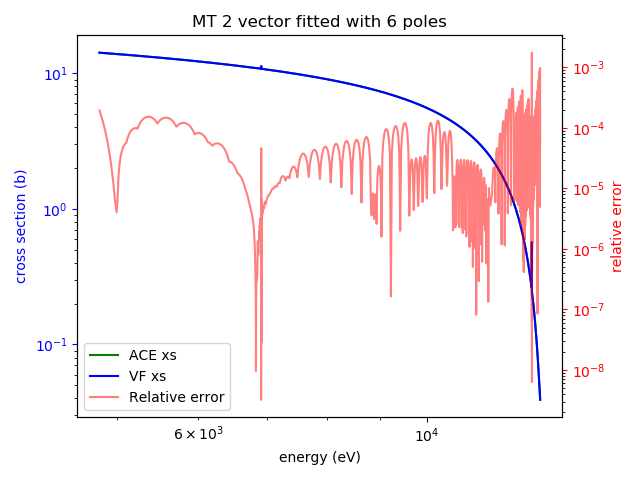 MT 2 vector fitted with 6 poles
10¹
10⁰
10⁻¹
cross section (b)
10⁻³
10⁻⁴
10⁻⁵
10⁻⁶
10⁻⁷
10⁻⁸
relative error
ACE xs
VF xs
Relative error
6 × 10³
10⁴
energy (eV)